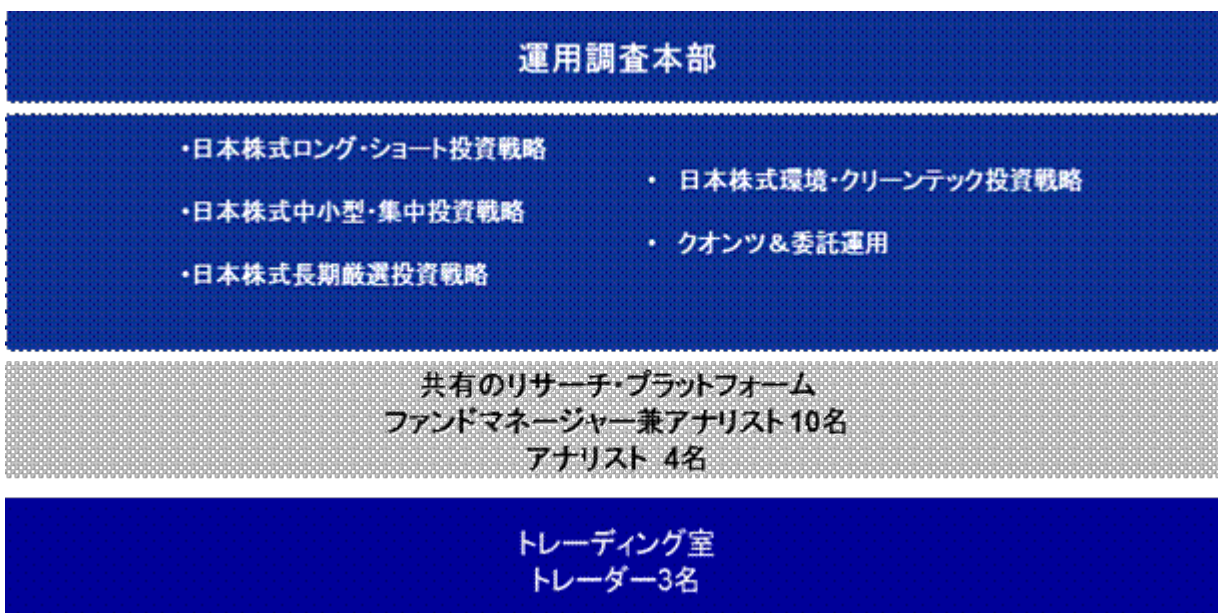 運用調査本部
・日本株式ロング・ショート投資戦略
・日本株式中小型・集中投資戦略
・日本株式長期厳選投資戦略
・ 日本株式環境・クリーンテック投資戦略
・ クオンツ＆委託運用
共有のリサーチ・プラットフォーム
ファンドマネージャー兼アナリスト10名
アナリスト 4名
トレーディング室
トレーダー3名